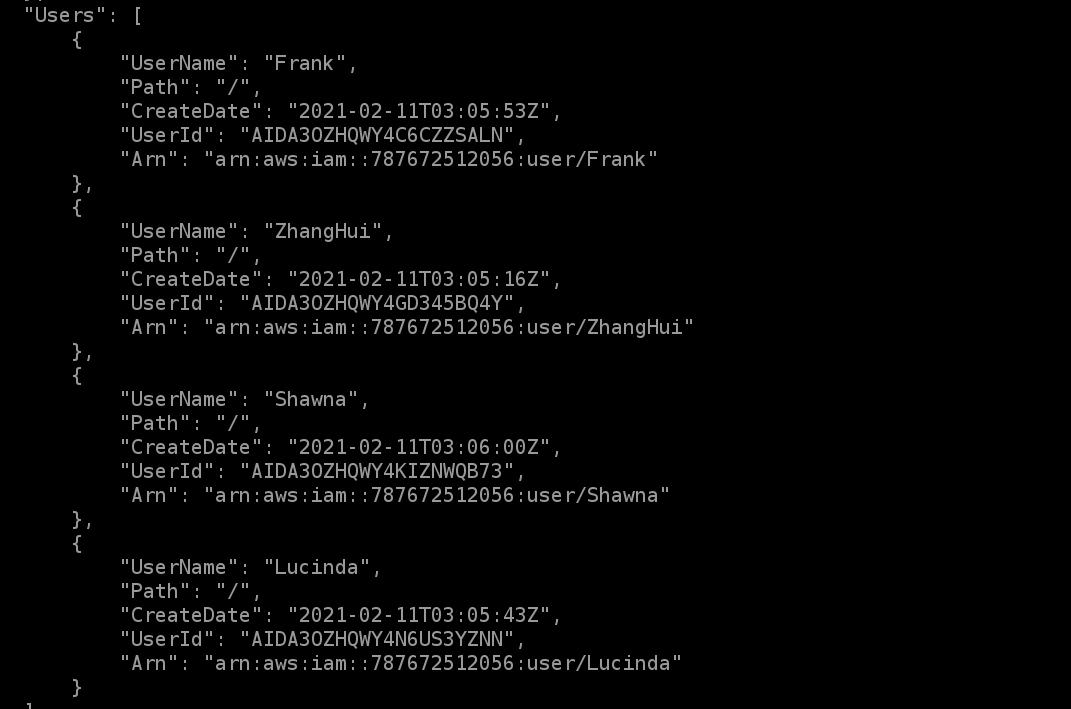 "Users": [
{
"UserName": "Frank",
"Path": "/",
"CreateDate": "2021-02-11T03:05:53Z",
"UserId": "AIDA3OZHQWY4C6CZZSALN",
"Arn": "arn:aws:iam::787672512056:user/Frank"
},
{
"UserName": "ZhangHui",
"Path": "/",
"CreateDate": "2021-02-11T03:05:16Z",
"UserId": "AIDA3OZHQWY4GD345BQ4Y",
"Arn": "arn:aws:iam::787672512056:user/ZhangHui"
},
{
"UserName": "Shawna",
"Path": "/",
"CreateDate": "2021-02-11T03:06:00Z",
"UserId": "AIDA3OZHQWY4KIZNWQB73",
"Arn": "arn:aws:iam::787672512056:user/Shawna"
},
{
"UserName": "Lucinda",
"Path": "/",
"CreateDate": "2021-02-11T03:05:43Z",
"UserId": "AIDA3OZHQWY4N6US3YZNN",
"Arn": "arn:aws:iam::787672512056:user/Lucinda"
}